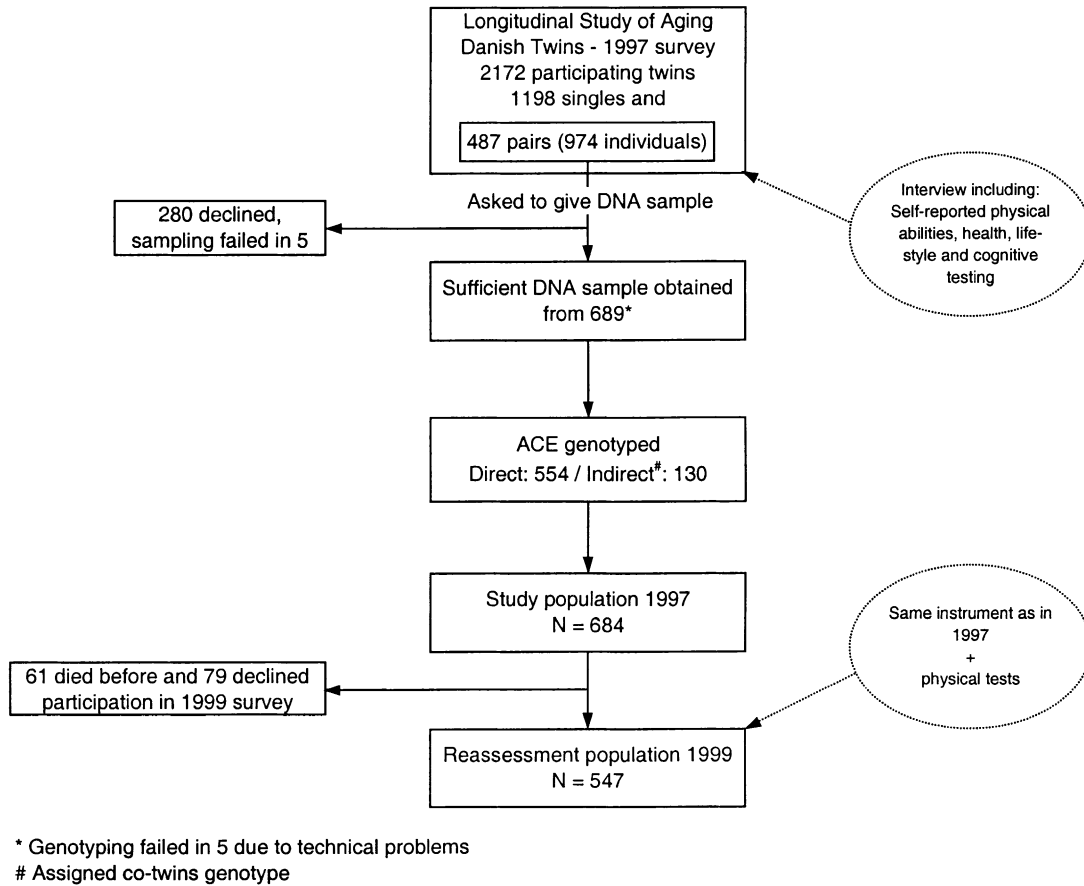 Longitudinal Study of Aging
Danish Twins - 1997 survey
2172 participating twins
1198 singles and
487 pairs (974 individuals)
Interview including:
Self-reported physical
abilities, health, life-
style and cognitive
testing
Asked to give DNA sample
280 declined,
sampling failed in 5
Sufficient DNA sample obtained
from 689*
ACE genotyped
Direct: 554 / Indirect#: 130
Study population 1997
N = 684
Same instrument as in
1997
+
physical tests
61 died before and 79 declined
participation in 1999 survey
Reassessment population 1999
N = 547
* Genotyping failed in 5 due to technical problems
# Assigned co-twins genotype